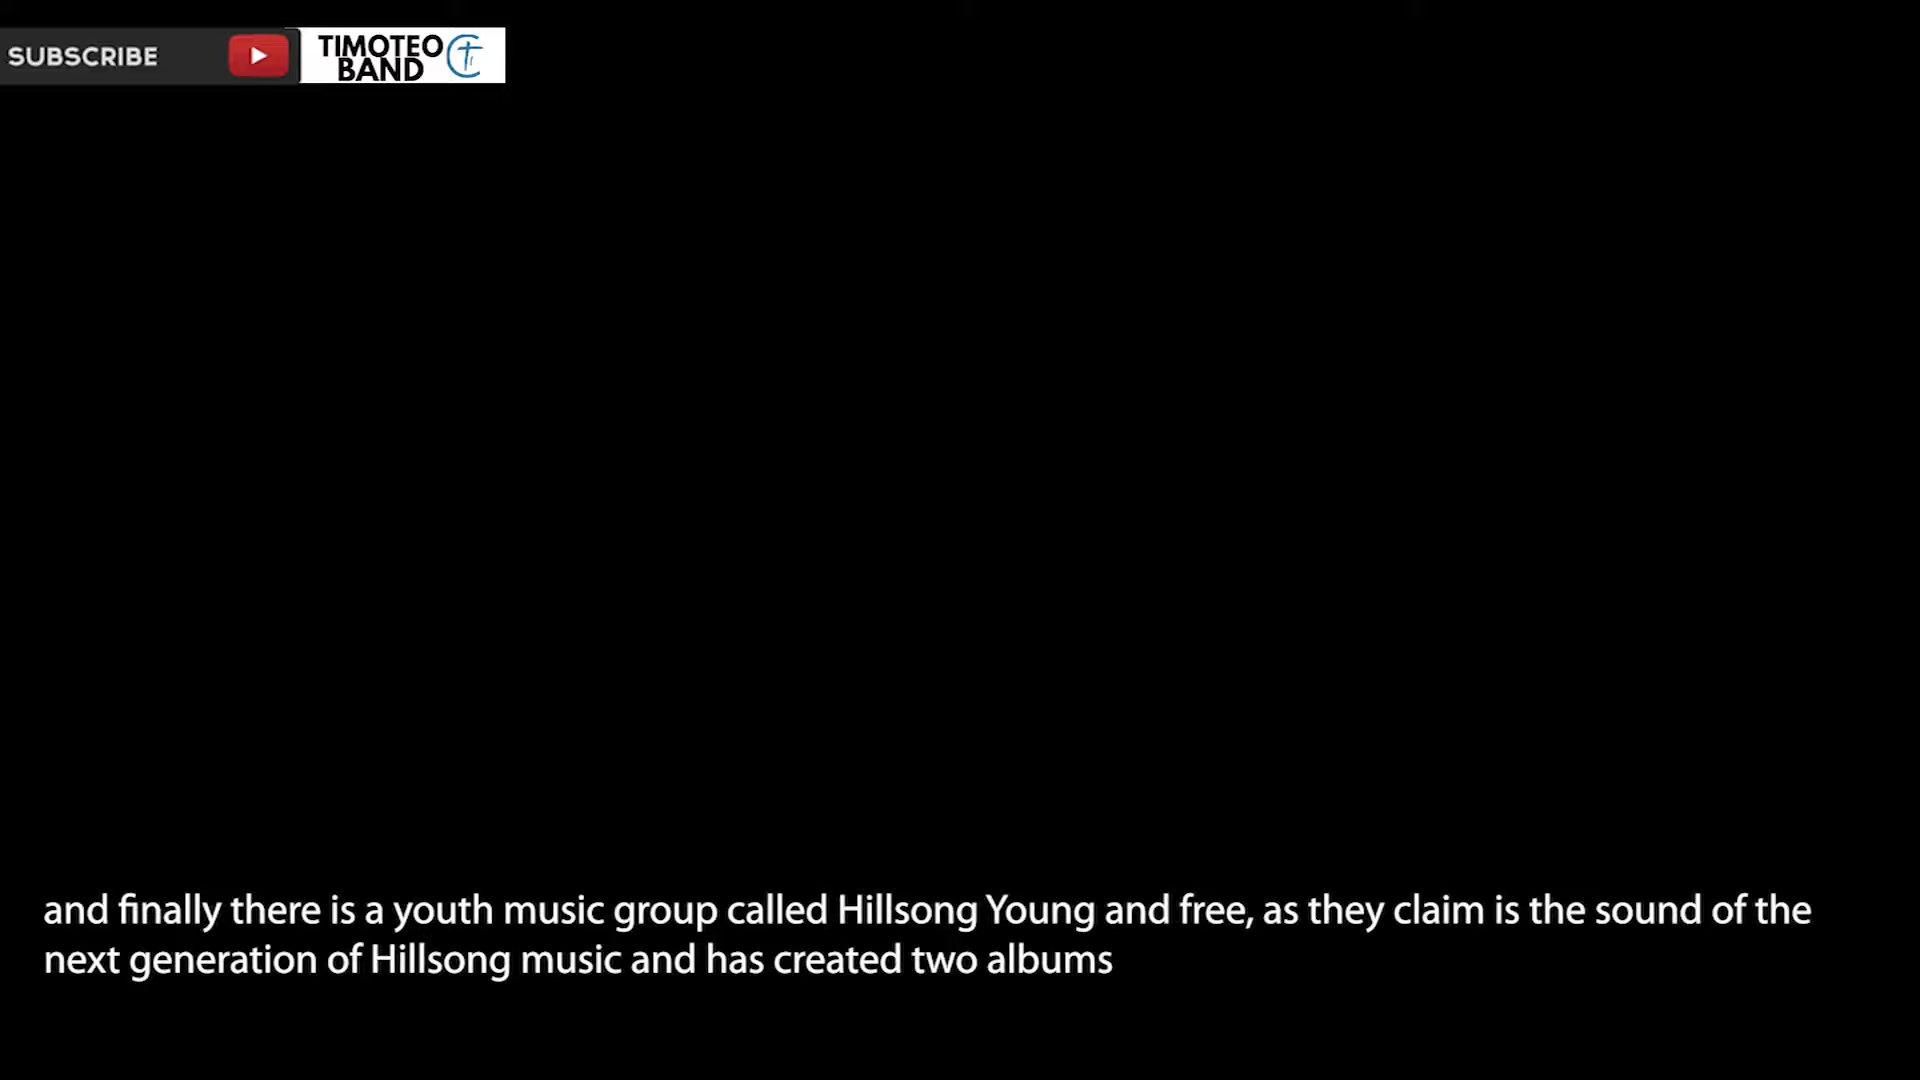 SUBSCRIBE
TIMOTEO
BAND
and finally there is a youth music group called Hillsong Young and free, as they claim is the sound of the
next generation of Hillsong music and has created two albums